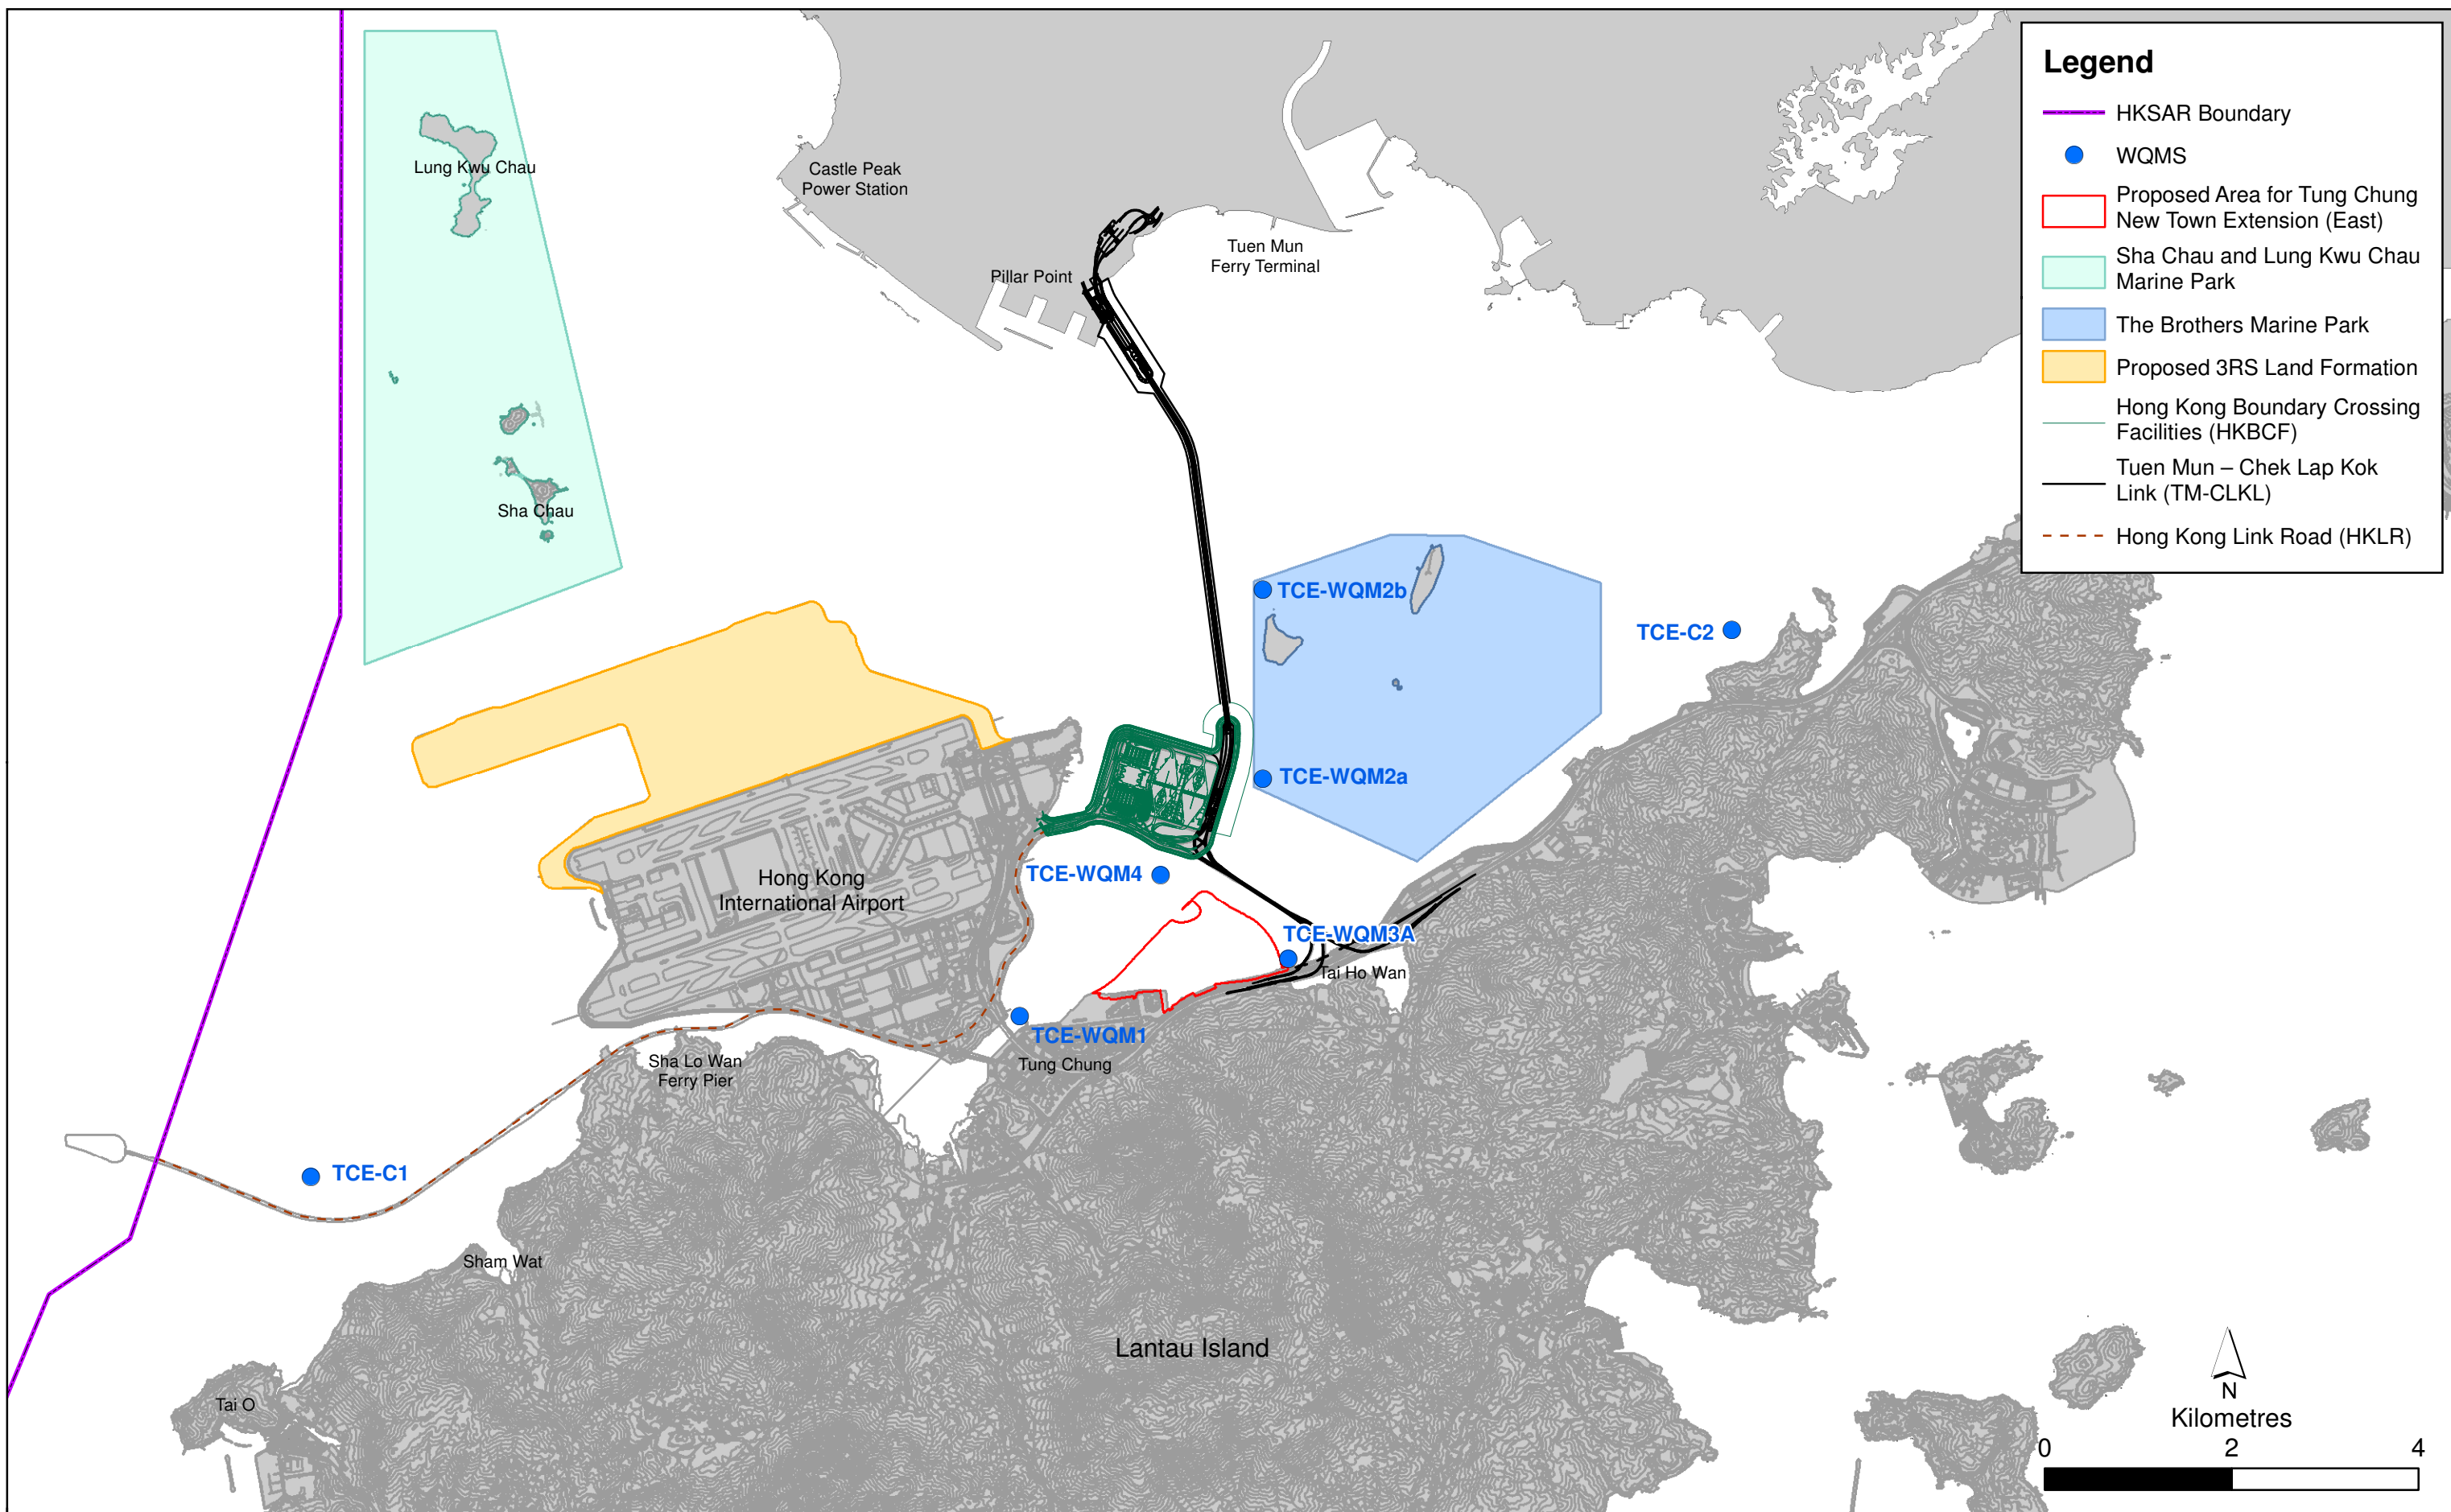 Legend
HKSAR Boundary
WQMS
Proposed Area for Tung Chung
New Town Extension (East)
Sha Chau and Lung Kwu Chau
Marine Park
The Brothers Marine Park
Proposed 3RS Land Formation
Hong Kong Boundary Crossing
Facilities (HKBCF)
Tuen Mun – Chek Lap Kok
Link (TM-CLKL)
Hong Kong Link Road (HKLR)
Lung Kwu Chau
Castle Peak
Power Station
Tuen Mun
Ferry Terminal
Pillar Point
Sha Chau
TCE-WQM2b
TCE-C2
TCE-WQM2a
TCE-WQM4
Hong Kong
International Airport
TCE-WQM3A
Tai Ho Wan
TCE-WQM1
Tung Chung
Sha Lo Wan
Ferry Pier
TCE-C1
Sham Wat
Lantau Island
Tai O
N
Kilometres
0 2 4